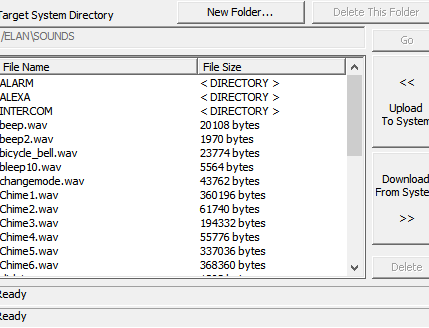 Target System Directory
New Folder...
Delete This Folder
/ELAN\SOUNDS
Go
File Name File Size
ALARM < DIRECTORY >
ALEXA < DIRECTORY >
INTERCOM < DIRECTORY >
beep.wav 20108 bytes
beep2.wav 1970 bytes
bicycle_bell.wav 23774 bytes
bleep10.wav 5564 bytes
changemode.wav 43762 bytes
Chime1.wav 360196 bytes
Chime2.wav 61740 bytes
Chime3.wav 194332 bytes
Chime4.wav 55776 bytes
Chime5.wav 337036 bytes
Chime6.wav 368360 bytes
<<
Upload
To System
Download
From Syste
>>
Delete
Ready
Ready